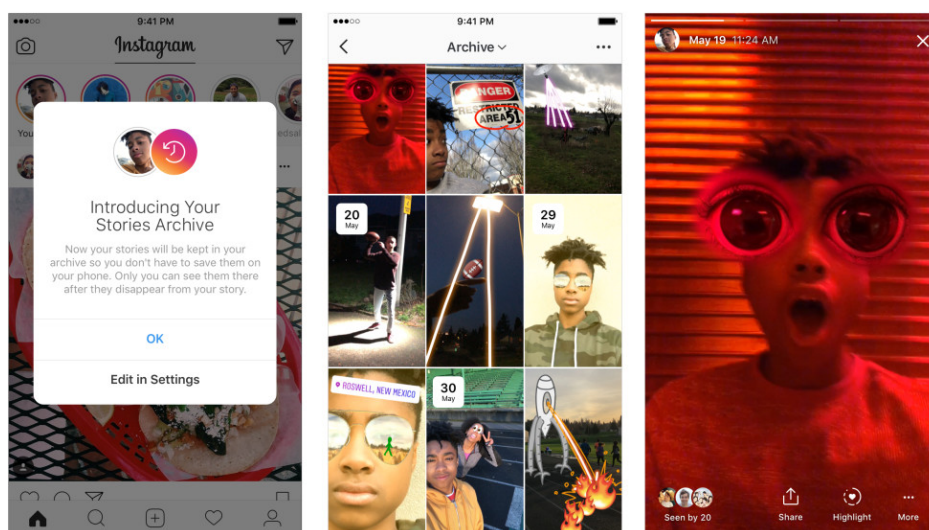 9:41 PM
Instagram
You
edsal
Introducing Your
Stories Archive
Now your stories will be kept in your
archive so you don't have to save them on
your phone. Only you can see them there
after they disappear from your story.
OK
Edit in Settings
9:41 PM
Archive
DANGER
RESTRICTED
AREA 51
20
May
29
May
ROSWELL, NEW MEXICO
30
May
May 19 11:24 AM
Seen by 20
Share
Highlight
More